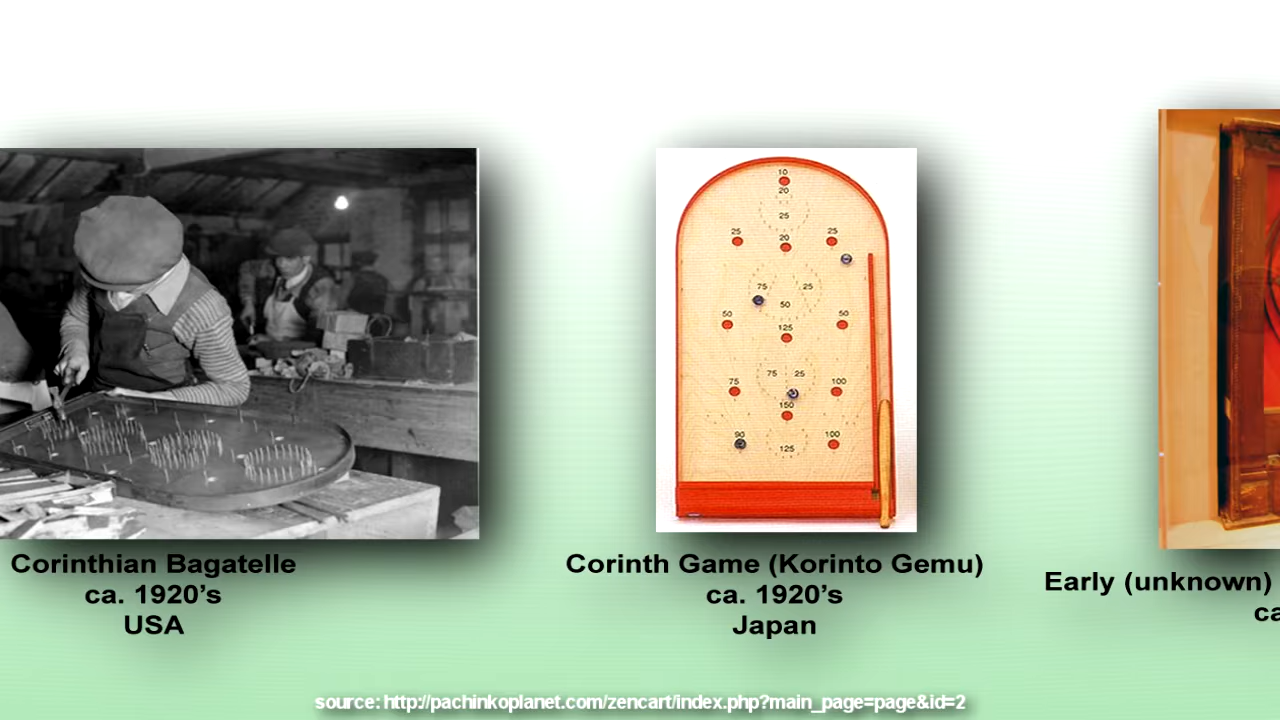 10
20
25
25
20
25
75
25
50
50
50
125
75
25
75
100
150
90
100
125
Corinthian Bagatelle
ca. 1920’s
USA
Corinth Game (Korinto Gemu)
ca. 1920’s
Japan
Early (unknown)
ca
source: http://pachinkoplanet.com/zencart/index.php?main_page=page&id=2